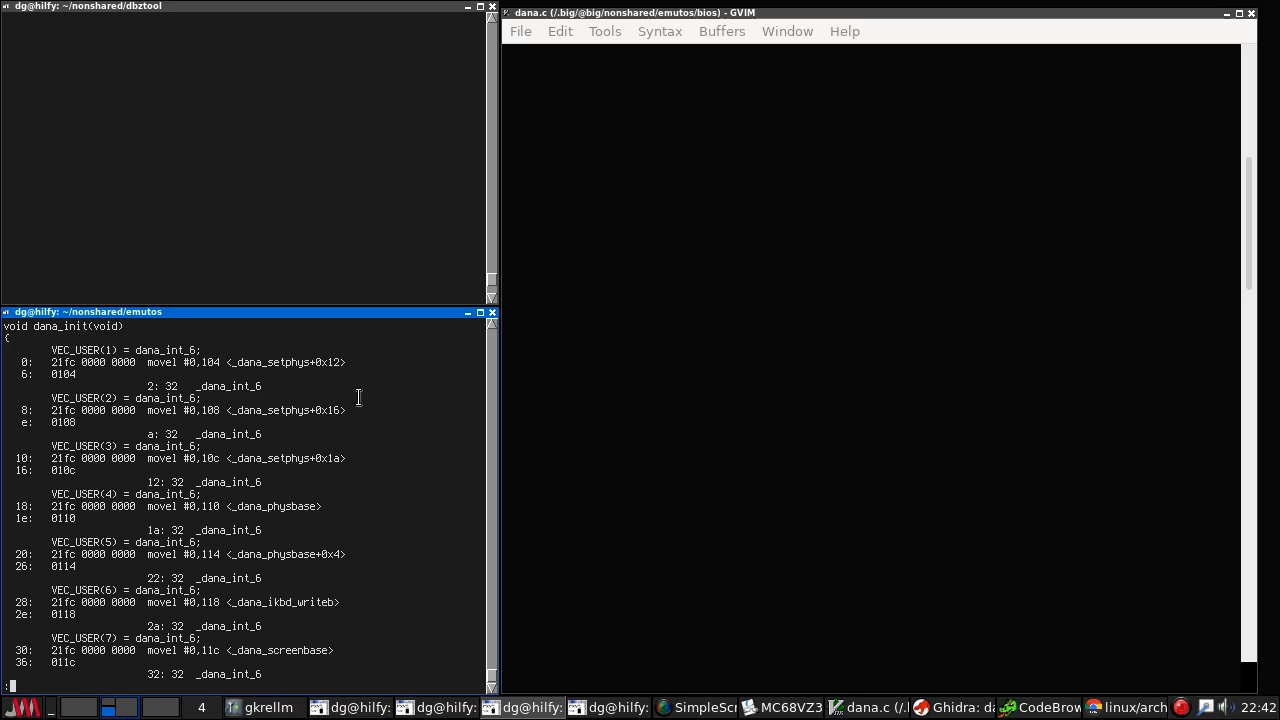 dg@hilfy: ~/nonshared/dbztool
dana.c (/.big/@big/nonshared/emutos/bios) - GVIM
File Edit Tools Syntax Buffers Window Help
dg@hilfy: ~/nonshared/emutos
void dana_init(void)
{
VEC_USER(1) = dana_int_6;
0: 21fc 0000 0000 movel #0,104 <_dana_setphys+0x12>
6: 0104
2: 32 _dana_int_6
VEC_USER(2) = dana_int_6;
8: 21fc 0000 0000 movel #0,108 <_dana_setphys+0x16>
e: 0108
a: 32 _dana_int_6
VEC_USER(3) = dana_int_6;
10: 21fc 0000 0000 movel #0,10c <_dana_setphys+0x1a>
16: 010c
12: 32 _dana_int_6
VEC_USER(4) = dana_int_6;
18: 21fc 0000 0000 movel #0,110 <_dana_physbase>
1e: 0110
1a: 32 _dana_int_6
VEC_USER(5) = dana_int_6;
20: 21fc 0000 0000 movel #0,114 <_dana_physbase+0x4>
26: 0114
22: 32 _dana_int_6
VEC_USER(6) = dana_int_6;
28: 21fc 0000 0000 movel #0,118 <_dana_ikbd_writeb>
2e: 0118
2a: 32 _dana_int_6
VEC_USER(7) = dana_int_6;
30: 21fc 0000 0000 movel #0,11c <_dana_screenbase>
36: 011c
32: 32 _dana_int_6
:
4 gkrellm dg@hilfy: dg@hilfy: dg@hilfy: dg@hilfy: SimpleScr MC68VZ3 dana.c (/. Ghidra: da CodeBrow linux/arch 22:42